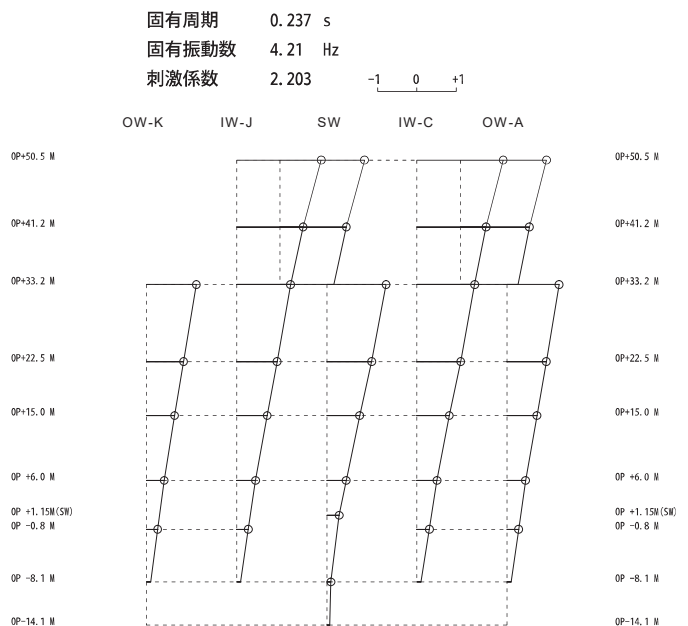 固有周期 0.237 s
固有振動数 4.21 Hz
刺激係数 2.203
-1 0 +1
OW-K IW-J SW IW-C OW-A
OP+50.5 M OP+50.5 M
OP+41.2 M OP+41.2 M
OP+33.2 M OP+33.2 M
OP+22.5 M OP+22.5 M
OP+15.0 M OP+15.0 M
OP +6.0 M OP +6.0 M
OP +1.15M(SW) OP +1.15M(SW)
OP -0.8 M OP -0.8 M
OP -8.1 M OP -8.1 M
OP-14.1 M OP-14.1 M